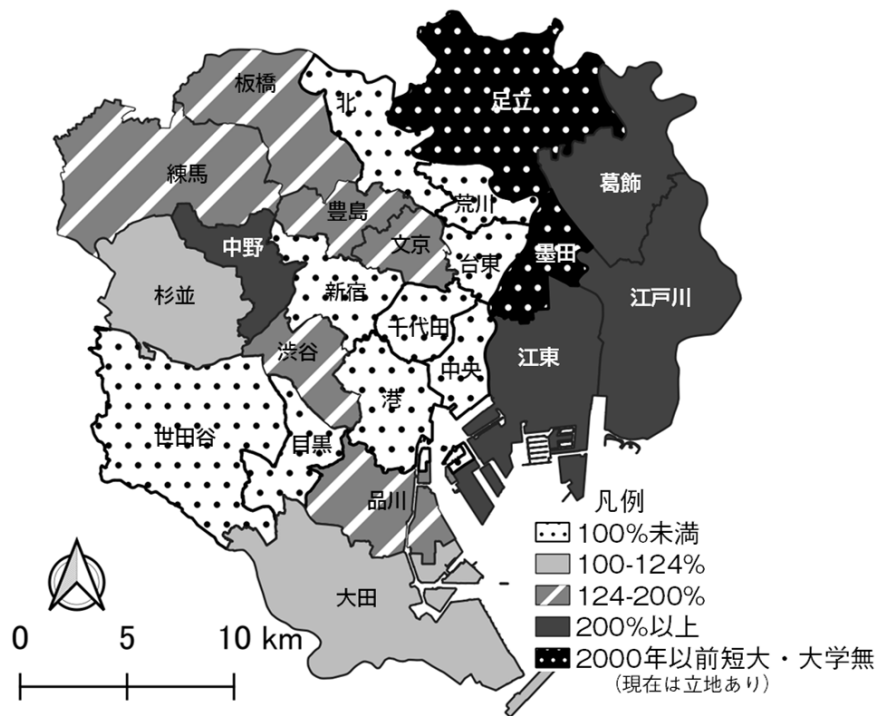 板橋
北
足立
練馬
葛飾
荒川
豊島
文京
中野
台東
墨田
杉並
新宿
江戸川
千代田
渋谷
江東
中央
港
世田谷
目黒
品川
大田
凡例
100%未満
100-124%
124-200%
200%以上
2000年以前短大・大学無
(現在は立地あり)
0 5 10 km